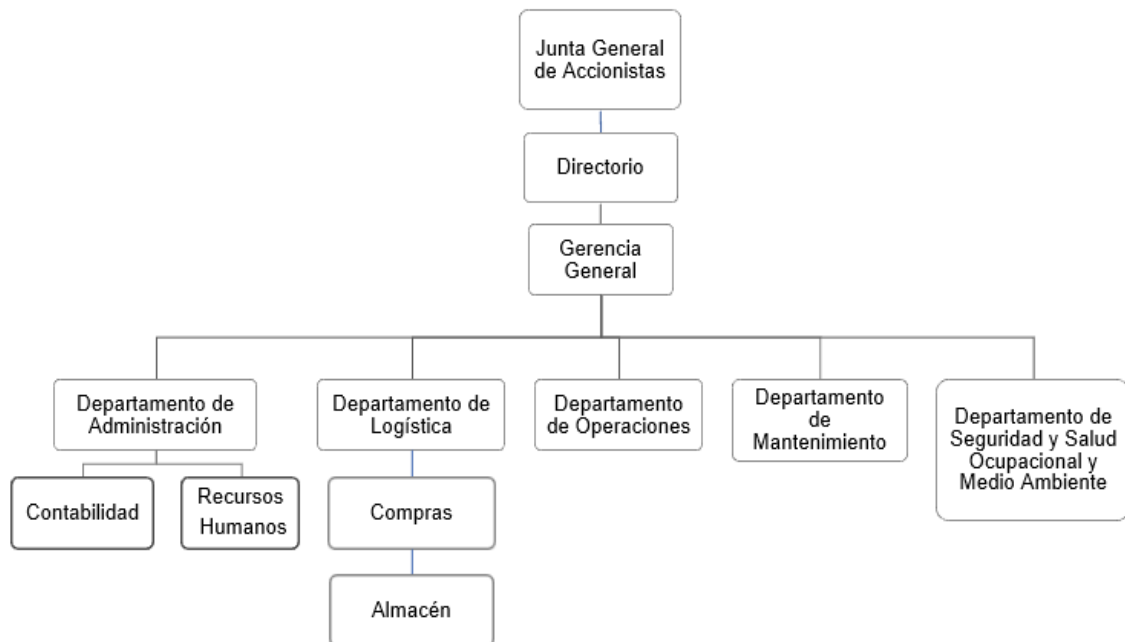 Junta General
de Accionistas
Directorio
Gerencia
General
Departamento de
Administración
Departamento de
Logística
Departamento
de Operaciones
Departamento
de
Mantenimiento
Departamento de
Seguridad y Salud
Ocupacional y
Medio Ambiente
Contabilidad
Recursos
Humanos
Compras
Almacén